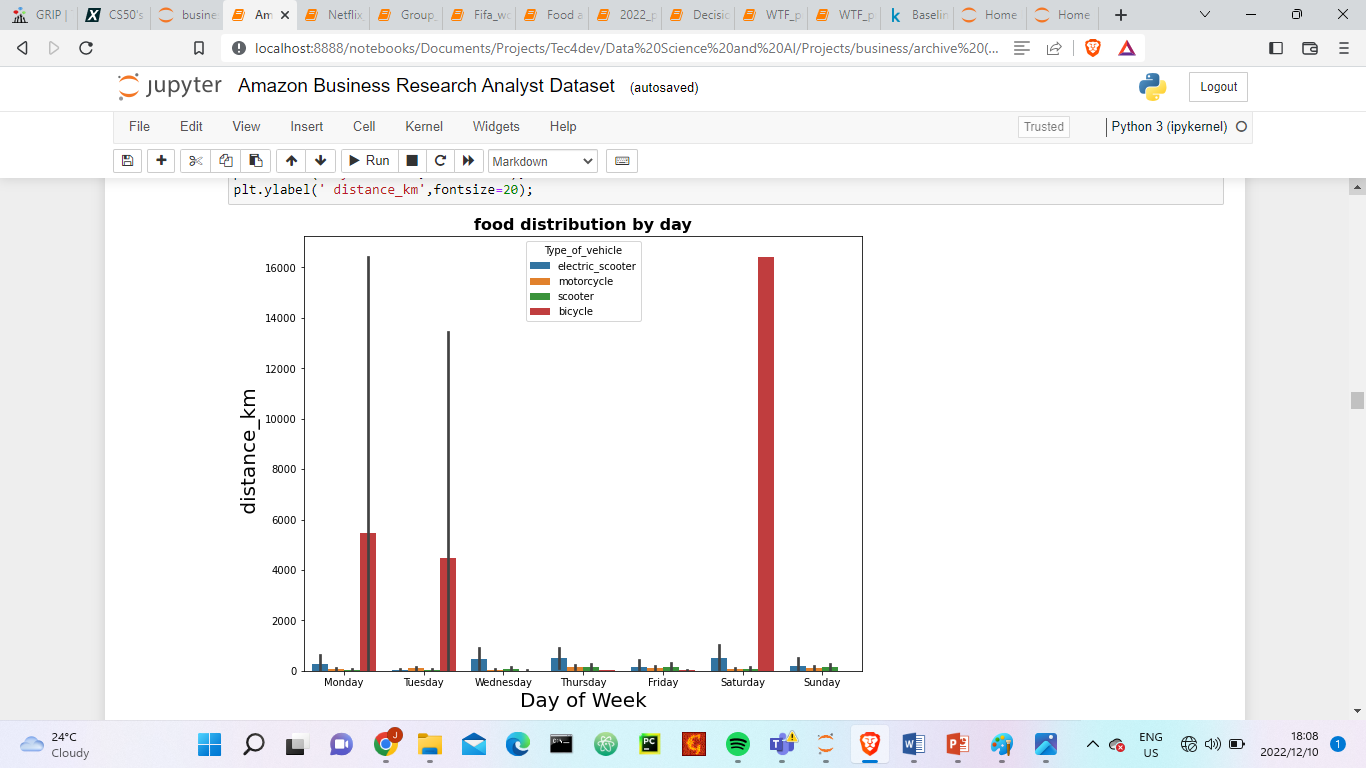 GRIP |
CS50's
busine
Am
Netflix_
Group_
Fifa_wo
Food a
2022_p
Decisic
WTF_p
WTF_p
Baselin
Home
Home
localhost:8888/notebooks/Documents/Projects/Tec4dev/Data%20Science%20and%20AI/Projects/business/archive%20(...
jupyter Amazon Business Research Analyst Dataset (autosaved)
Logout
File Edit View Insert Cell Kernel Widgets Help
Trusted
Python 3 (ipykernel)
Run
Markdown
plt.ylabel(' distance_km',fontsize=20);
food distribution by day
Type_of_vehicle
electric_scooter
motorcycle
scooter
bicycle
distance_km
16000
14000
12000
10000
8000
6000
4000
2000
0
Monday Tuesday Wednesday Thursday Friday Saturday Sunday
Day of Week
24°C
Cloudy
ENG
US
18:08
2022/12/10
1